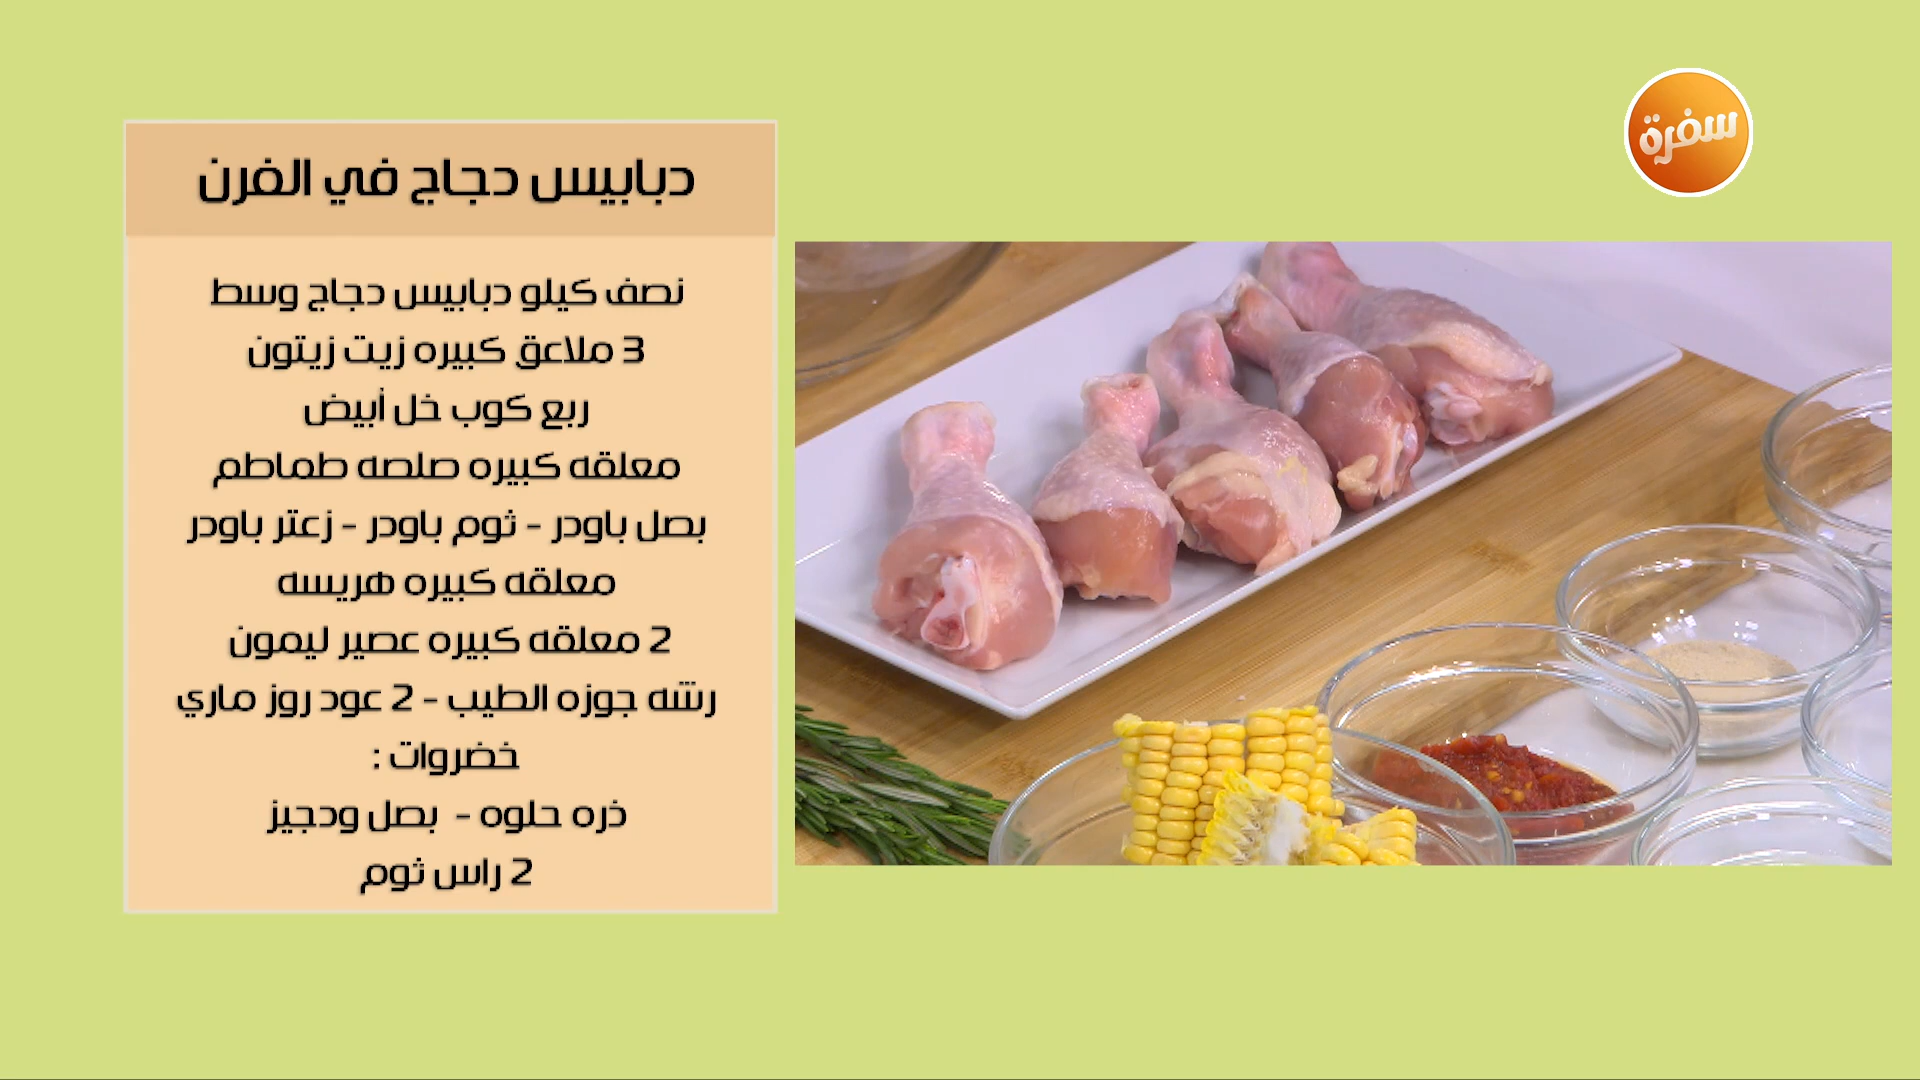 سفرة
دبابيس دجاج في الفرن
نصف كيلو دبابيس دجاج وسط
3 ملاعق كبيره زيت زيتون
ربع كوب خل أبيض
معلقه كبيره صلصه طماطم
بصل باودر - ثوم باودر - زعتر باودر
معلقه كبيره هريسه
2 معلقه كبيره عصير ليمون
رشه جوزه الطيب - 2 عود روز ماري
خضروات :
ذره حلوه - بصل ودجيز
2 راس ثوم